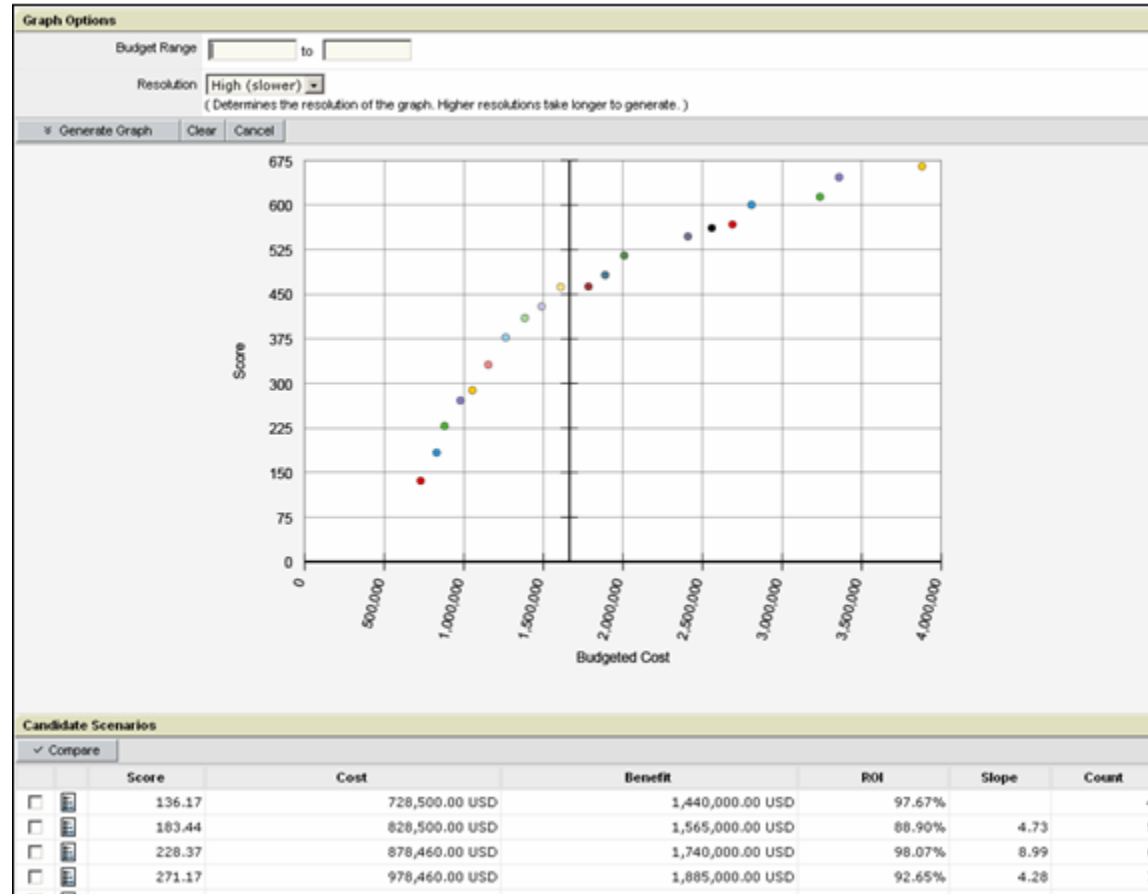 Graph Options
Budget Range to
Resolution High (slower)
( Determines the resolution of the graph. Higher resolutions take longer to generate. )
Generate Graph Clear Cancel
675
600
525
450
375
300
225
150
75
0
Score
0 500,000 1,000,000 1,500,000 2,000,000 2,500,000 3,000,000 3,500,000 4,000,000
Budgeted Cost
Candidate Scenarios
Compare
Score Cost Benefit ROI Slope Count
136.17 728,500.00 USD 1,440,000.00 USD 97.67%
183.44 828,500.00 USD 1,565,000.00 USD 88.90% 4.73
228.37 878,460.00 USD 1,740,000.00 USD 98.07% 8.99
271.17 978,460.00 USD 1,885,000.00 USD 92.65% 4.28